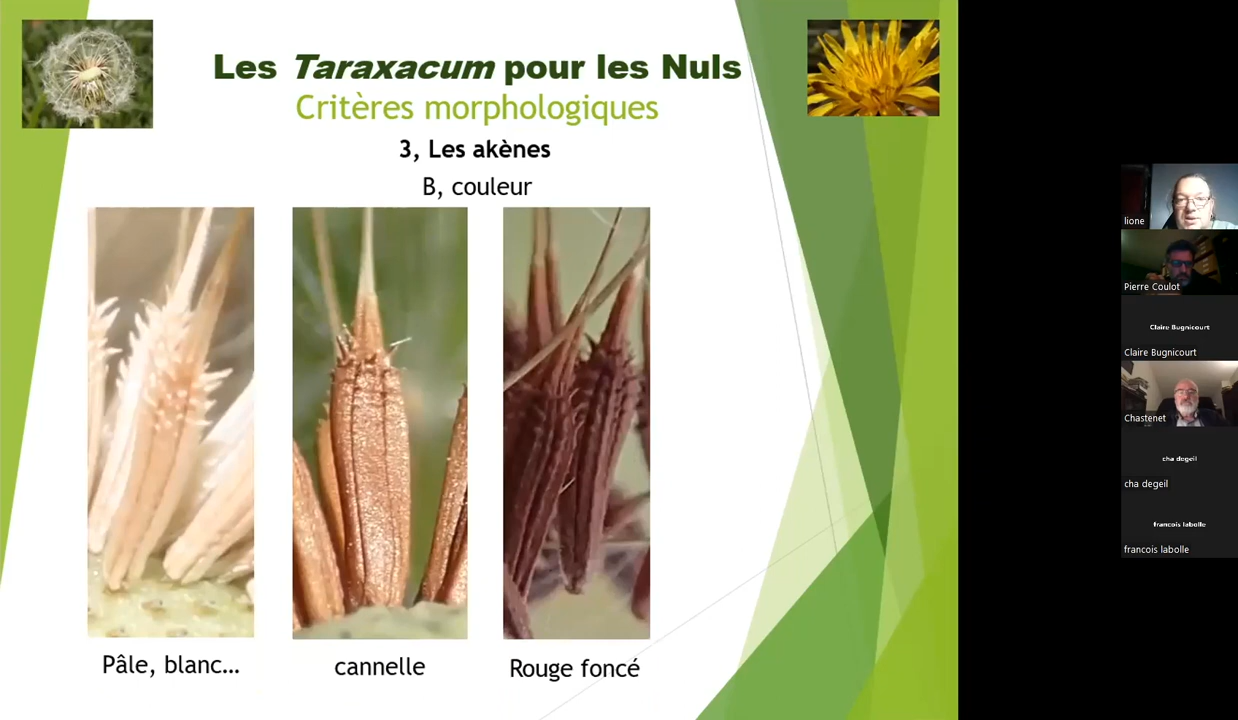 Les Taraxacum pour les Nuls
Critères morphologiques
3, Les akènes
B, couleur
Pâle, blanc...
cannelle
Rouge foncé
lione
Pierre Coulot
Claire Bugnicourt
Claire Bugnicourt
Chastenet
cha degeil
cha degeil
francois labolle
francois labolle